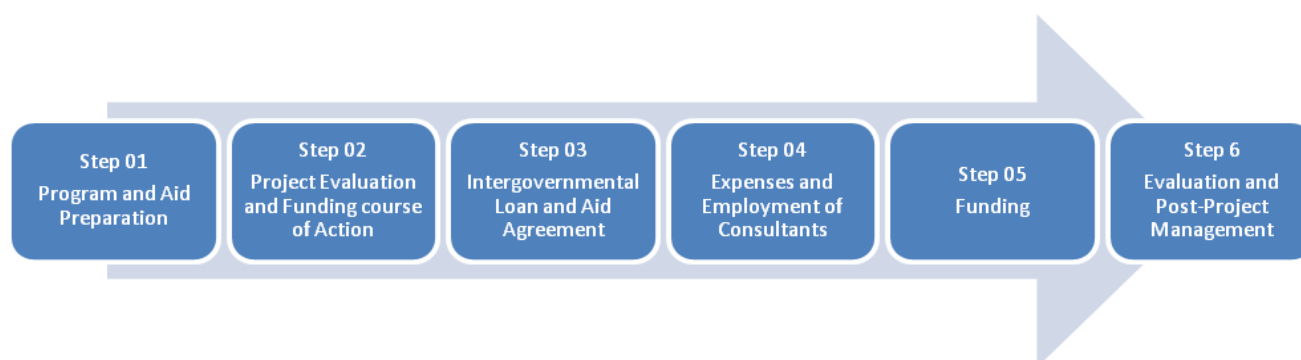 Step 01
Program and Aid
Preparation
Step 02
Project Evaluation
and Funding course
of Action
Step 03
Intergovernmental
Loan and Aid
Agreement
Step 04
Expenses and
Employment of
Consultants
Step 05
Funding
Step 6
Evaluation and
Post-Project
Management